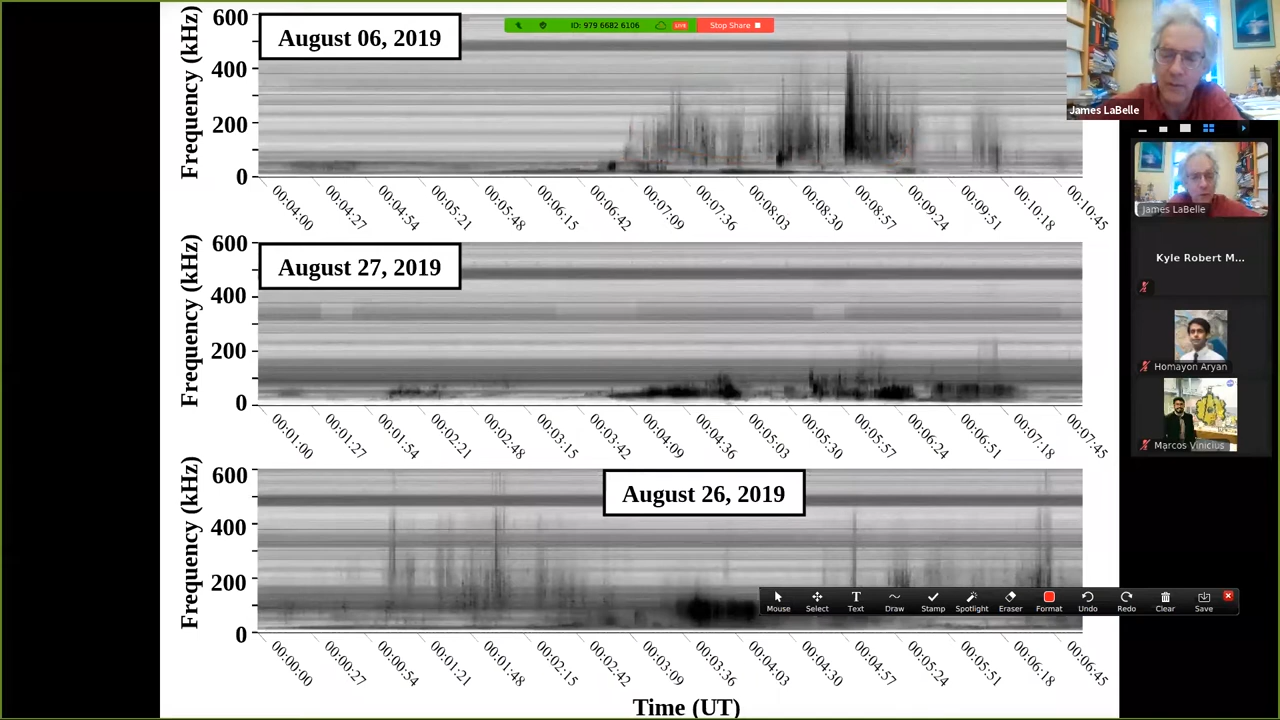 ID: 979 6682 6106
LIVE
Stop Share
Frequency (kHz)
600
400
200
0
August 06, 2019
00:04:00
00:04:27
00:04:54
00:05:21
00:05:48
00:06:15
00:06:42
00:07:09
00:07:36
00:08:03
00:08:30
00:08:57
00:09:24
00:09:51
00:10:18
00:10:45
Frequency (kHz)
600
400
200
0
August 27, 2019
00:01:00
00:01:27
00:01:54
00:02:21
00:02:48
00:03:15
00:03:42
00:04:09
00:04:36
00:05:03
00:05:30
00:05:57
00:06:24
00:06:51
00:07:18
00:07:45
Frequency (kHz)
600
400
200
0
August 26, 2019
00:00:00
00:00:27
00:00:54
00:01:21
00:01:48
00:02:15
00:02:42
00:03:09
00:03:36
00:04:03
00:04:30
00:04:57
00:05:24
00:05:51
00:06:18
00:06:45
Time (UT)
Mouse
Select
Text
Draw
Stamp
Spotlight
Eraser
Format
Undo
Redo
Clear
Save
James LaBelle
James LaBelle
Kyle Robert M...
Homayon Aryan
Marcos Vinicius